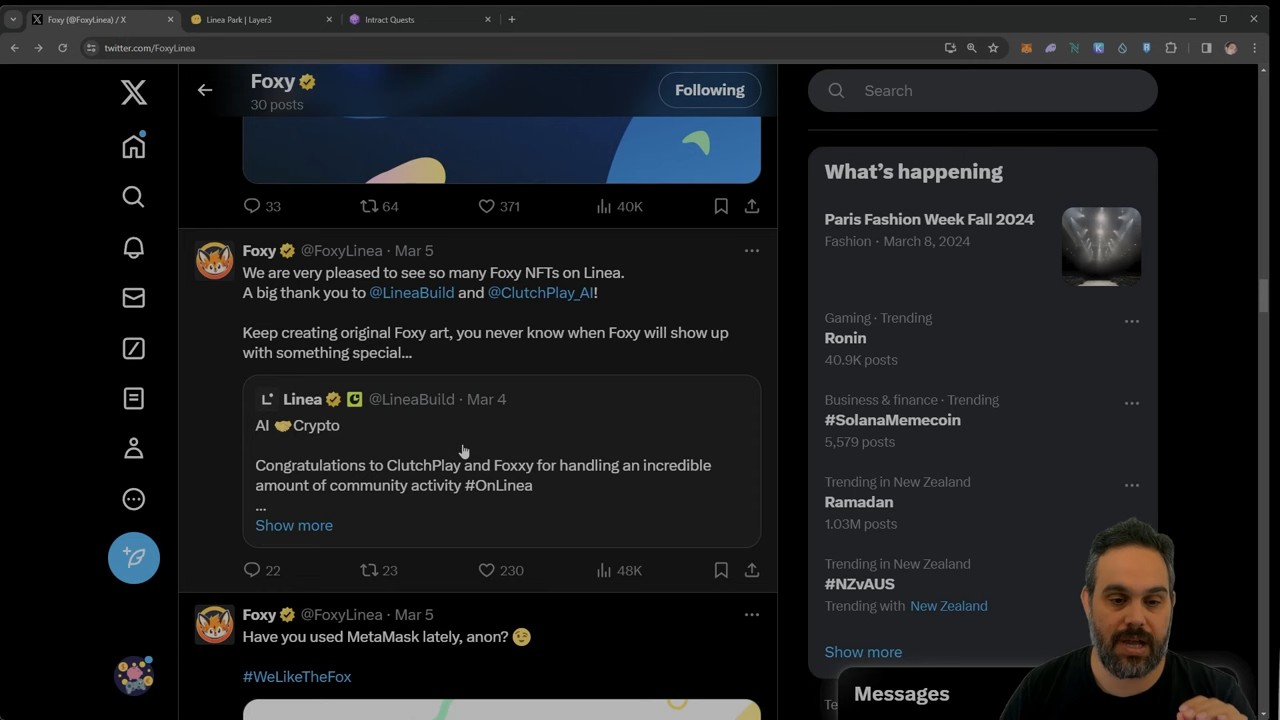 Foxy (@FoxyLinea) / X
Linea Park | Layer3
Intract Quests
twitter.com/FoxyLinea
Foxy
30 posts
Following
33
64
371
40K
Foxy @FoxyLinea · Mar 5
We are very pleased to see so many Foxy NFTs on Linea.
A big thank you to @LineaBuild and @ClutchPlay_AI!
Keep creating original Foxy art, you never know when Foxy will show up
with something special...
Linea @LineaBuild · Mar 4
AI 🤝Crypto
Congratulations to ClutchPlay and Foxxy for handling an incredible
amount of community activity #OnLinea
...
Show more
22
23
230
48K
Foxy @FoxyLinea · Mar 5
Have you used MetaMask lately, anon? 😉
#WeLikeTheFox
Search
What's happening
Paris Fashion Week Fall 2024
Fashion · March 8, 2024
Gaming · Trending
Ronin
40.9K posts
Business & finance · Trending
#SolanaMemecoin
5,579 posts
Trending in New Zealand
Ramadan
1.03M posts
Trending in New Zealand
#NZvAUS
Trending with New Zealand
Show more
Messages